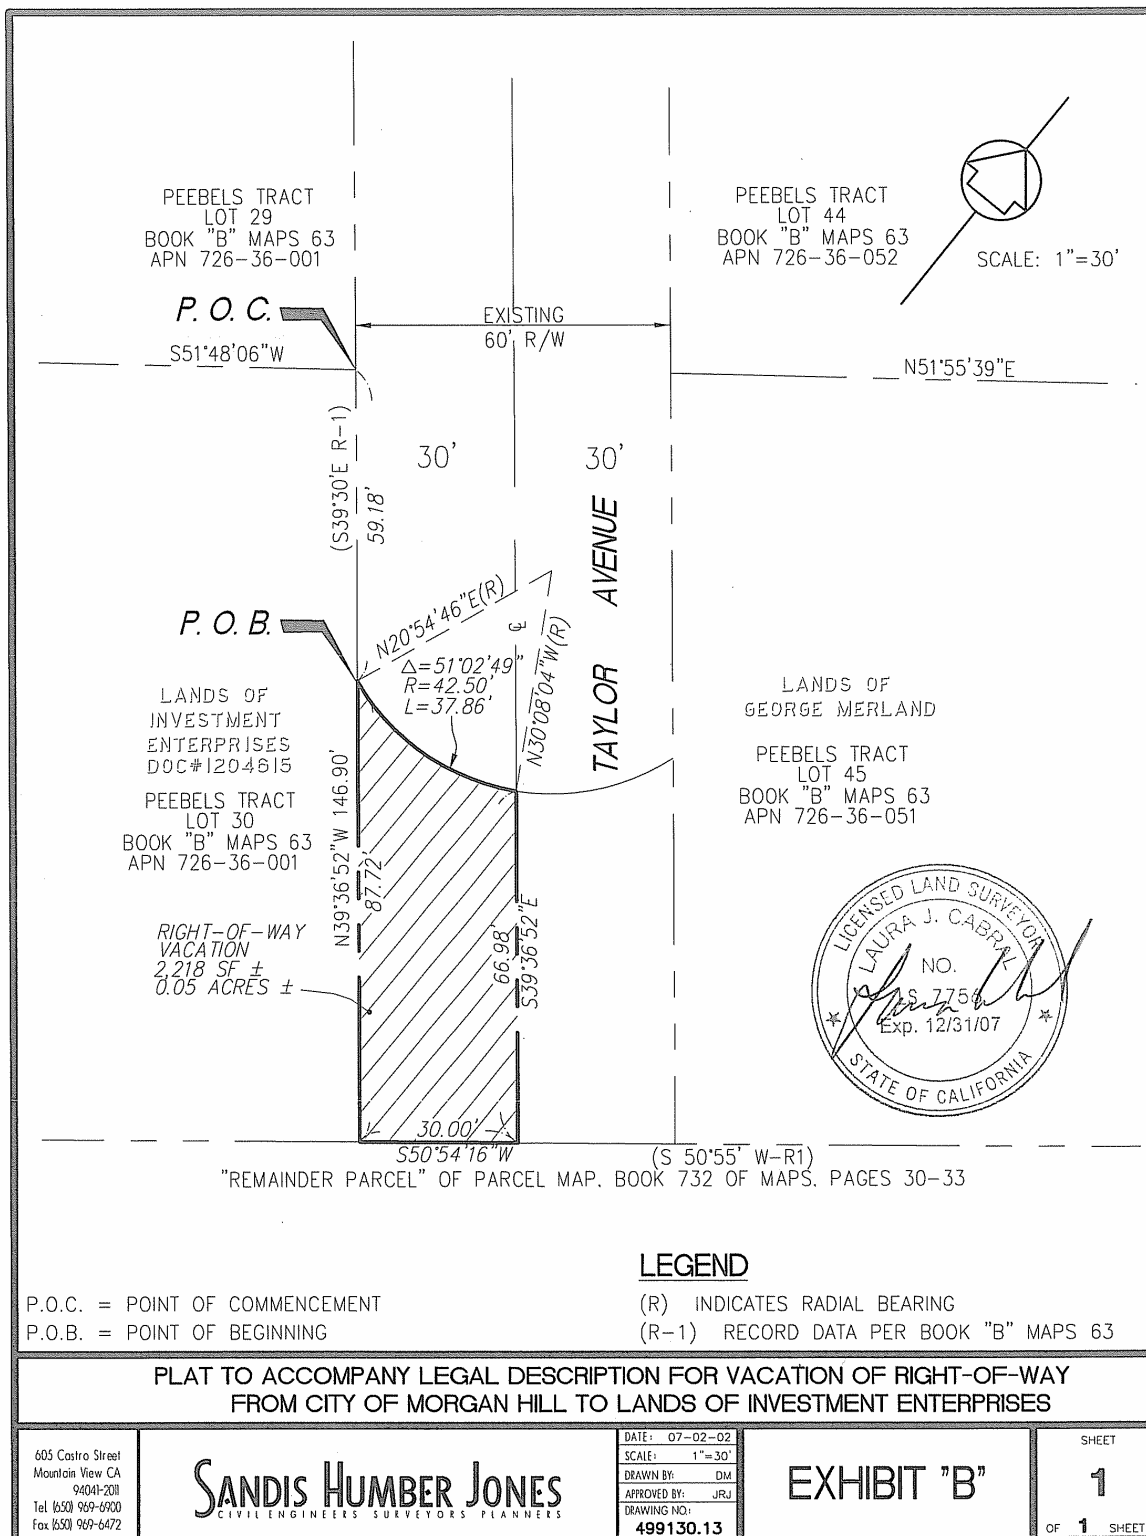 PEEBELS TRACT
LOT 29
BOOK "B" MAPS 63
APN 726-36-001
PEEBELS TRACT
LOT 44
BOOK "B" MAPS 63
APN 726-36-052
SCALE: 1"=30'
P. O. C.
EXISTING
60' R/W
S51°48'06"W
N51°55'39"E
(S39°30'E R-1)
59.18'
30'
30'
TAYLOR AVENUE
P. O. B.
N20°54'46"E(R)
℄
N30°08'04"W(R)
Δ=51°02'49"
R=42.50'
L=37.86'
LANDS OF
INVESTMENT
ENTERPRISES
DOC#1204615
LANDS OF
GEORGE MERLAND
PEEBELS TRACT
LOT 45
BOOK "B" MAPS 63
APN 726-36-051
PEEBELS TRACT
LOT 30
BOOK "B" MAPS 63
APN 726-36-001
N39°36'52"W 146.90'
87.72'
66.98'
S39°36'52"E
RIGHT-OF-WAY
VACATION
2,218 SF ±
0.05 ACRES ±
LICENSED LAND SURVEYOR
LAURA J. CABRAL
NO.
LS 7756
Exp. 12/31/07
STATE OF CALIFORNIA
30.00'
S50°54'16"W
(S 50°55' W-R1)
"REMAINDER PARCEL" OF PARCEL MAP. BOOK 732 OF MAPS. PAGES 30-33
LEGEND
P.O.C. = POINT OF COMMENCEMENT
P.O.B. = POINT OF BEGINNING
(R) INDICATES RADIAL BEARING
(R-1) RECORD DATA PER BOOK "B" MAPS 63
PLAT TO ACCOMPANY LEGAL DESCRIPTION FOR VACATION OF RIGHT-OF-WAY
FROM CITY OF MORGAN HILL TO LANDS OF INVESTMENT ENTERPRISES
605 Castro Street
Mountain View CA
94041-2011
Tel. (650) 969-6900
Fax (650) 969-6472
SANDIS HUMBER JONES
CIVIL ENGINEERS SURVEYORS PLANNERS
DATE: 07-02-02
SCALE: 1"=30'
DRAWN BY: DM
APPROVED BY: JRJ
DRAWING NO.:
499130.13
EXHIBIT "B"
SHEET
1
OF 1 SHEET